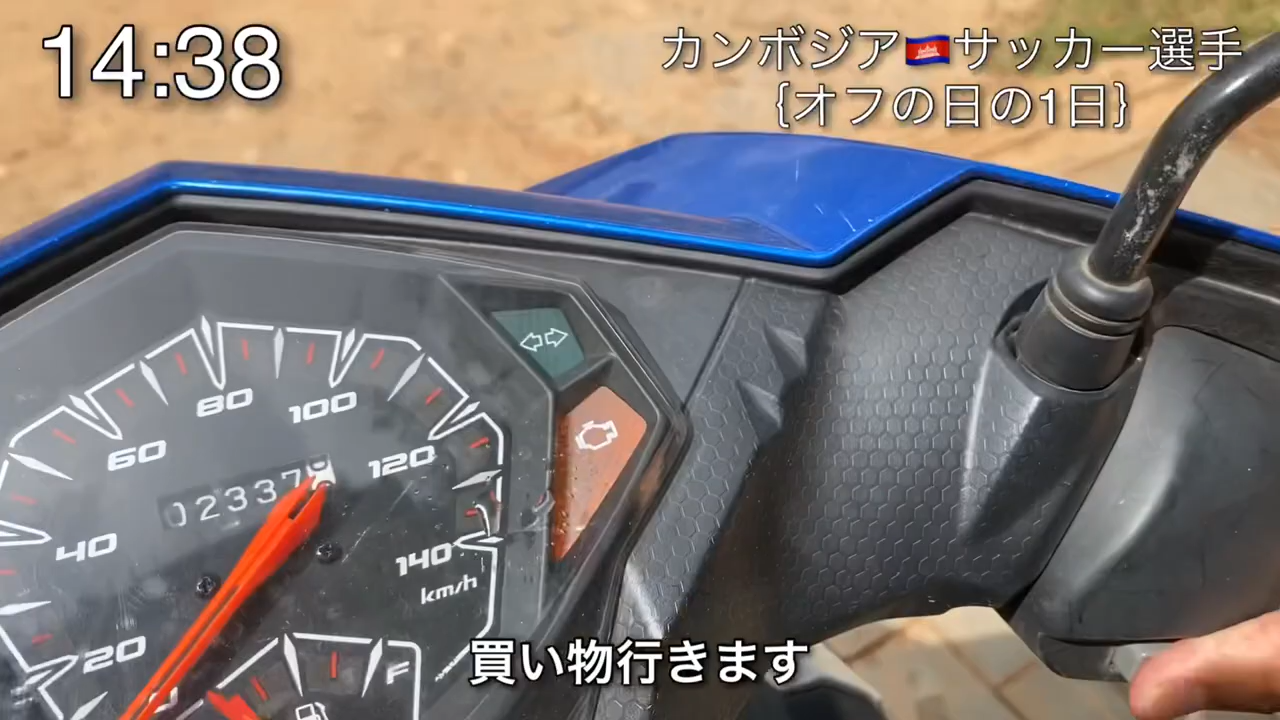 14:38
カンボジア🇰🇭サッカー選手
{オフの日の1日}
80
100
60
120
02337
40
140
km/h
20
F
買い物行きます